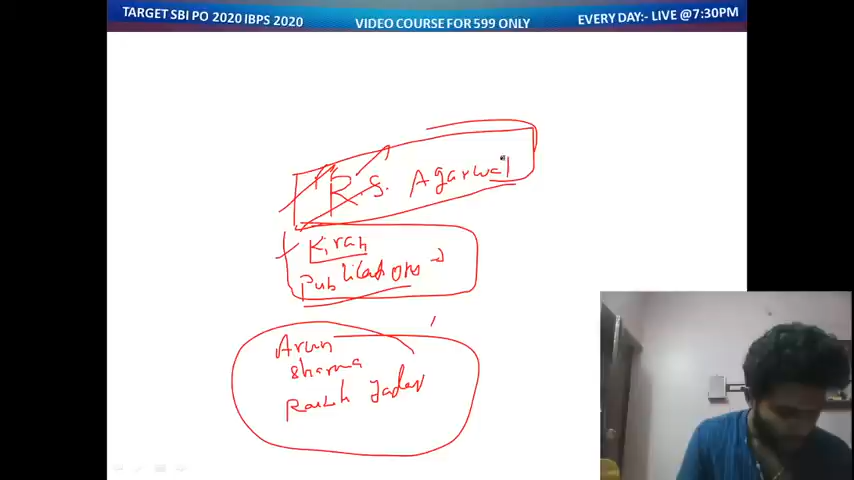 TARGET SBI PO 2020 IBPS 2020
VIDEO COURSE FOR 599 ONLY
EVERY DAY:- LIVE @7:30PM
R.S. Agarwal
Kiran
Publications
Arun
Sharma
Rakesh Yadav